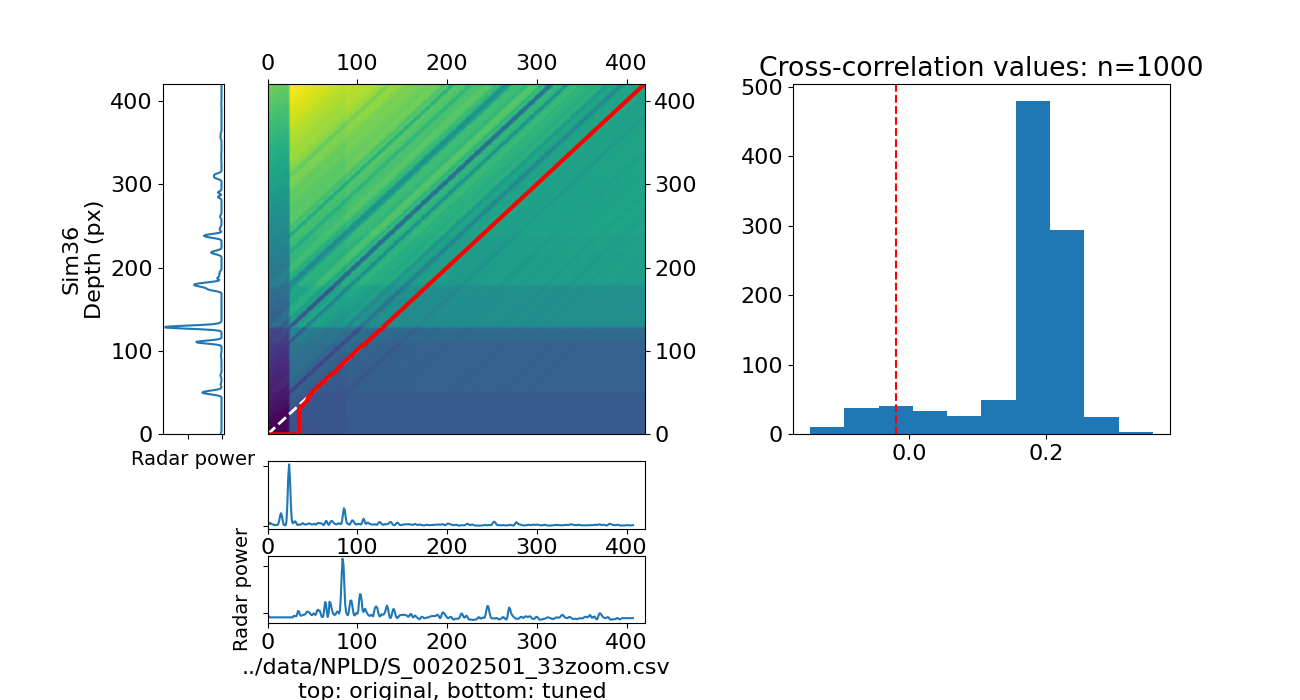 0 100 200 300 400
Cross-correlation values: n=1000
400
300
200
100
0
Sim36
Depth (px)
Radar power
400
300
200
100
0
500
400
300
200
100
0
0.0 0.2
0 100 200 300 400
Radar power
0 100 200 300 400
../data/NPLD/S_00202501_33zoom.csv
top: original, bottom: tuned